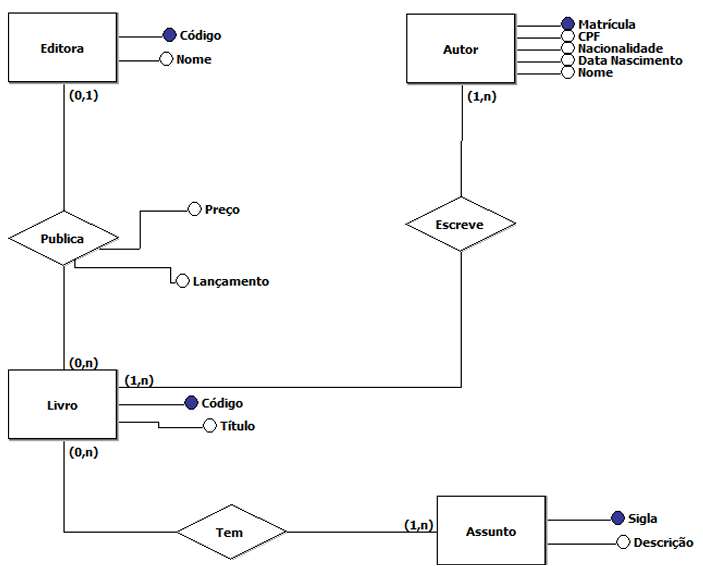 Editora
Código
Nome
(0,1)
Autor
Matrícula
CPF
Nacionalidade
Data Nascimento
Nome
(1,n)
Publica
Preço
Lançamento
Escreve
(0,n)
(1,n)
Livro
Código
Título
(0,n)
Tem
(1,n)
Assunto
Sigla
Descrição